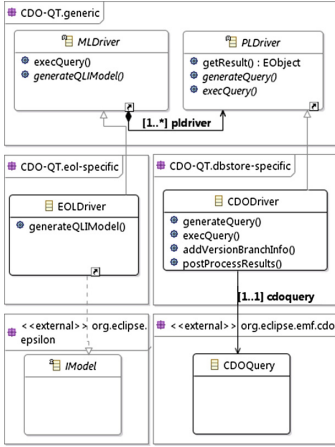 CDO-QT.generic
MLDriver
execQuery()
generateQLIModel()
PLDriver
getResult() : EObject
generateQuery()
execQuery()
[1..*] pldriver
CDO-QT.eol-specific
EOLDriver
generateQLIModel()
CDO-QT.dbstore-specific
CDODriver
generateQuery()
execQuery()
addVersionBranchInfo()
postProcessResults()
[1..1] cdoquery
<<external>> org.eclipse.
epsilon
IModel
<<external>> org.eclipse.emf.cdo
CDOQuery